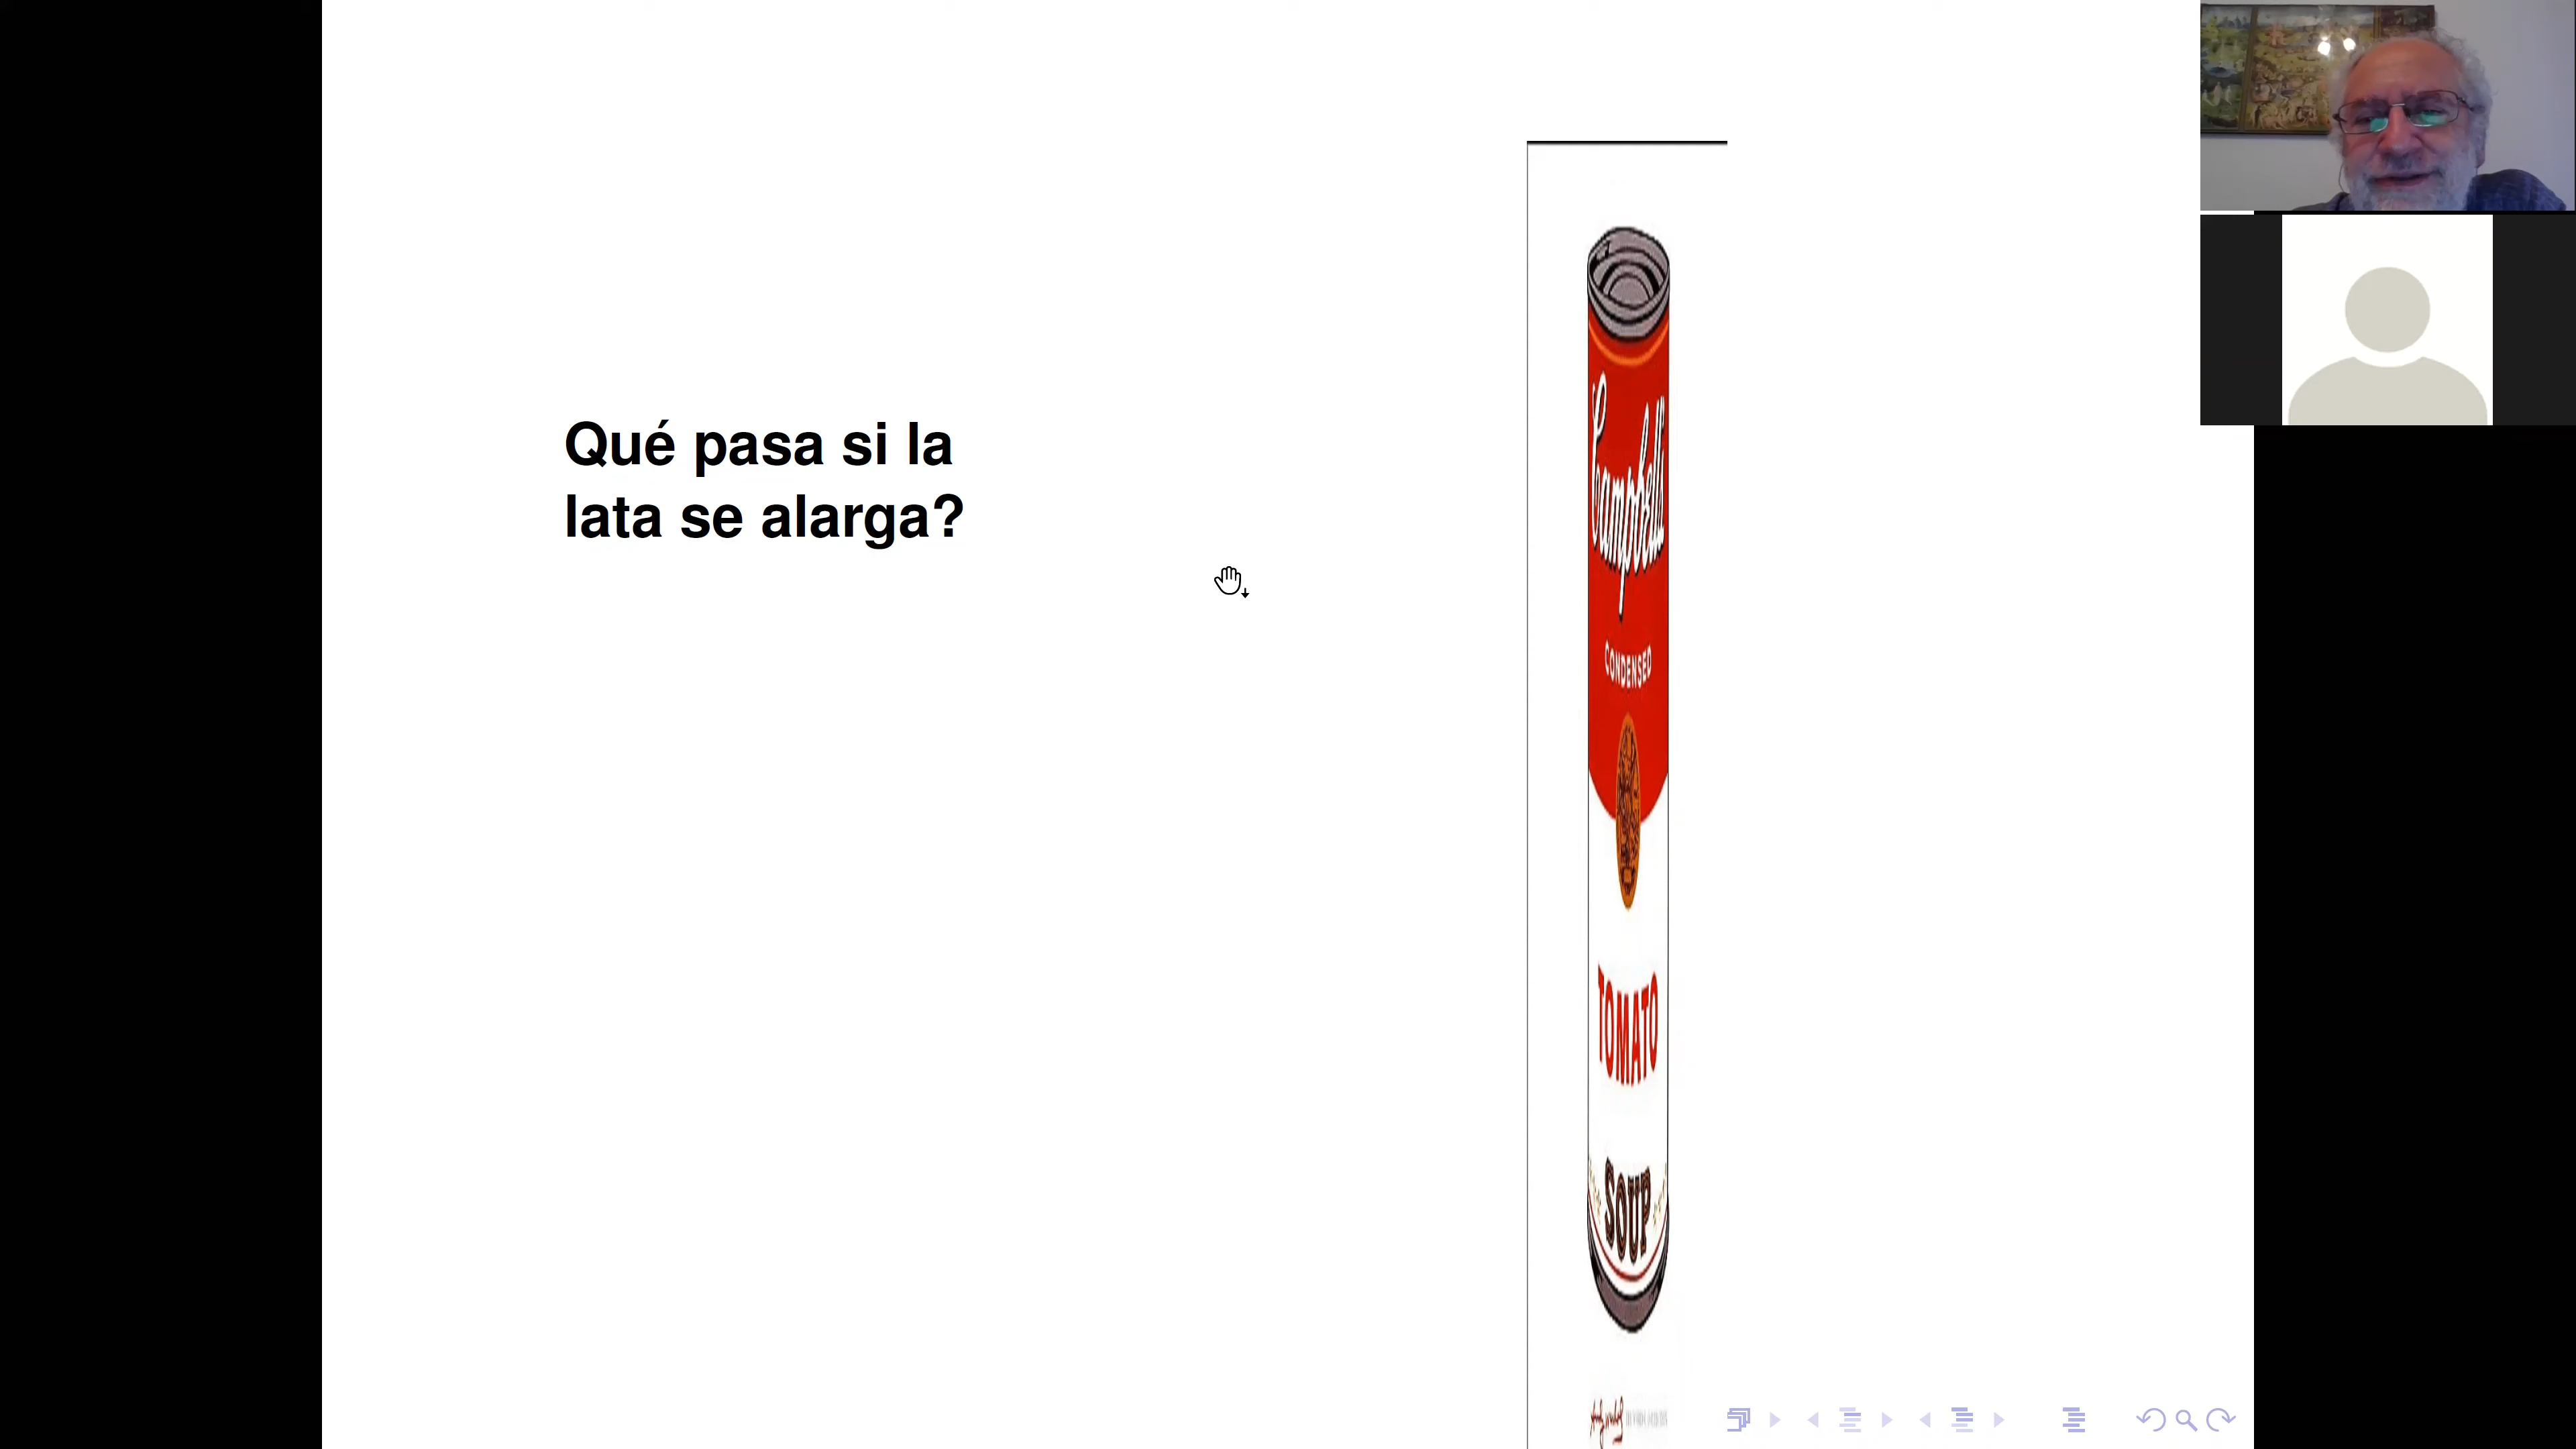 Qué pasa si la
lata se alarga?
Campbell's
CONDENSED
TOMATO
SOUP